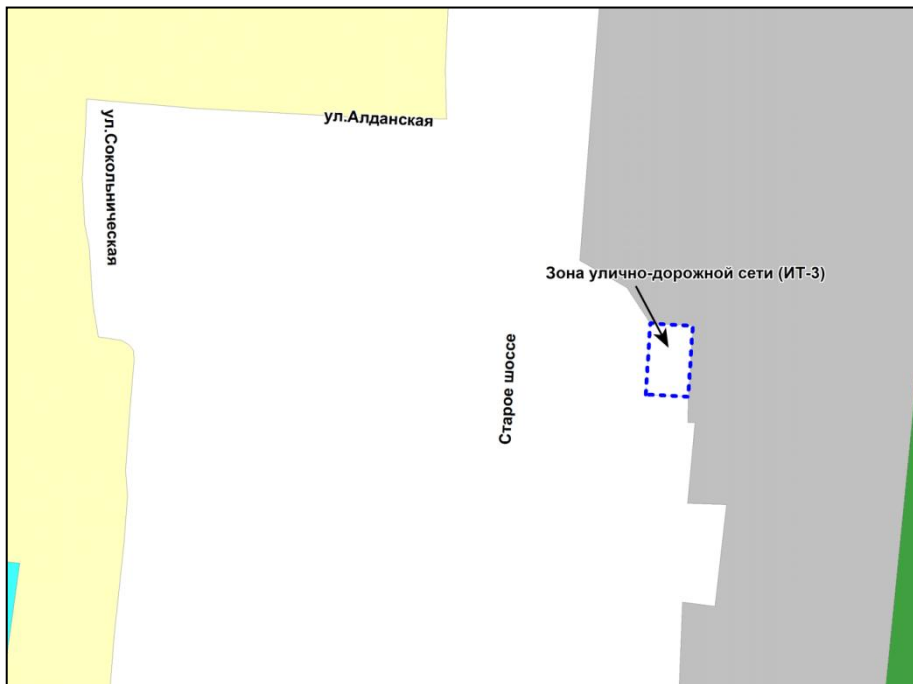 ул.Алданская
ул.Сокольническая
Зона улично-дорожной сети (ИТ-3)
Старое шоссе